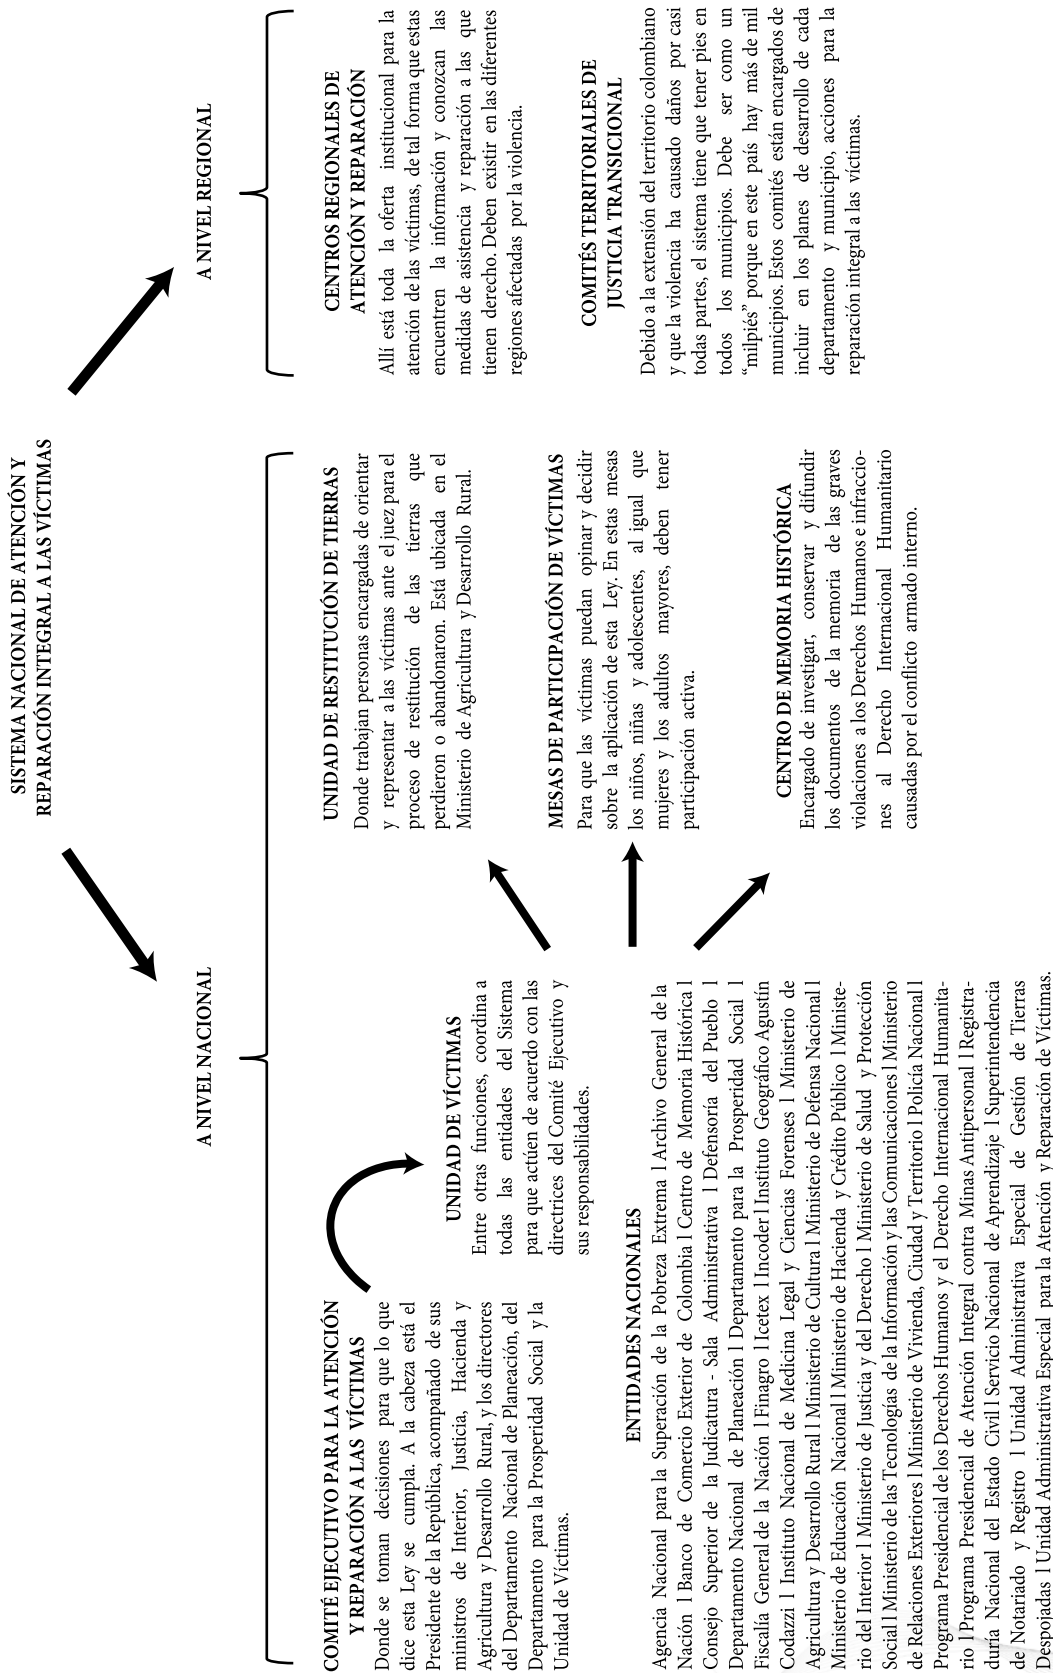 SISTEMA NACIONAL DE ATENCIÓN Y
REPARACIÓN INTEGRAL A LAS VÍCTIMAS
A NIVEL NACIONAL
COMITÉ EJECUTIVO PARA LA ATENCIÓN
Y REPARACIÓN A LAS VÍCTIMAS
Donde se toman decisiones para que lo que
dice esta Ley se cumpla. A la cabeza está el
Presidente de la Republica, acompañado de sus
ministros de Interior, Justicia, Hacienda y
Agricultura y Desarrollo Rural, y los directores
del Departamento Nacional de Planeación, del
Departamento para la Prosperidad Social y la
Unidad de Víctimas.
UNIDAD DE VÍCTIMAS
Entre otras funciones, coordina a
todas las entidades del Sistema
para que actúen de acuerdo con las
directrices del Comité Ejecutivo y
sus responsabilidades.
ENTIDADES NACIONALES
Agencia Nacional para la Superación de la Pobreza Extrema l Archivo General de la
Nación l Banco de Comercio Exterior de Colombia l Centro de Memoria Histórica l
Consejo Superior de la Judicatura - Sala Administrativa l Defensoría del Pueblo l
Departamento Nacional de Planeación l Departamento para la Prosperidad Social l
Fiscalía General de la Nación l Finagro l Icetex l Incoder l Instituto Geográfico Agustín
Codazzi l Instituto Nacional de Medicina Legal y Ciencias Forenses l Ministerio de
Agricultura y Desarrollo Rural l Ministerio de Cultura l Ministerio de Defensa Nacional l
Ministerio de Educación Nacional l Ministerio de Hacienda y Crédito Público l Ministe-
rio del Interior l Ministerio de Justicia y del Derecho l Ministerio de Salud y Protección
Social l Ministerio de las Tecnologías de la Información y las Comunicaciones l Ministerio
de Relaciones Exteriores l Ministerio de Vivienda, Ciudad y Territorio l Policía Nacional l
Programa Presidencial de los Derechos Humanos y el Derecho Internacional Humanita-
rio l Programa Presidencial de Atención Integral contra Minas Antipersonal l Registra-
duría Nacional del Estado Civil l Servicio Nacional de Aprendizaje l Superintendencia
de Notariado y Registro l Unidad Administrativa Especial de Gestión de Tierras
Despojadas l Unidad Administrativa Especial para la Atención y Reparación de Víctimas.
UNIDAD DE RESTITUCIÓN DE TIERRAS
Donde trabajan personas encargadas de orientar
y representar a las víctimas ante el juez para el
proceso de restitución de las tierras que
perdieron o abandonaron. Está ubicada en el
Ministerio de Agricultura y Desarrollo Rural.
MESAS DE PARTICIPACIÓN DE VÍCTIMAS
Para que las víctimas puedan opinar y decidir
sobre la aplicación de esta Ley. En estas mesas
los niños, niñas y adolescentes, al igual que
mujeres y los adultos mayores, deben tener
participación activa.
CENTRO DE MEMORIA HISTÓRICA
Encargado de investigar, conservar y difundir
los documentos de la memoria de las graves
violaciones a los Derechos Humanos e infraccio-
nes al Derecho Internacional Humanitario
causadas por el conflicto armado interno.
A NIVEL REGIONAL
CENTROS REGIONALES DE
ATENCIÓN Y REPARACIÓN
Allí está toda la oferta institucional para la
atención de las víctimas, de tal forma que estas
encuentren la información y conozcan las
medidas de asistencia y reparación a las que
tienen derecho. Deben existir en las diferentes
regiones afectadas por la violencia.
COMITÉS TERRITORIALES DE
JUSTICIA TRANSICIONAL
Debido a la extensión del territorio colombiano
y que la violencia ha causado daños por casi
todas partes, el sistema tiene que tener pies en
todos los municipios. Debe ser como un
“milpiés” porque en este país hay más de mil
municipios. Estos comités están encargados de
incluir en los planes de desarrollo de cada
departamento y municipio, acciones para la
reparación integral a las víctimas.